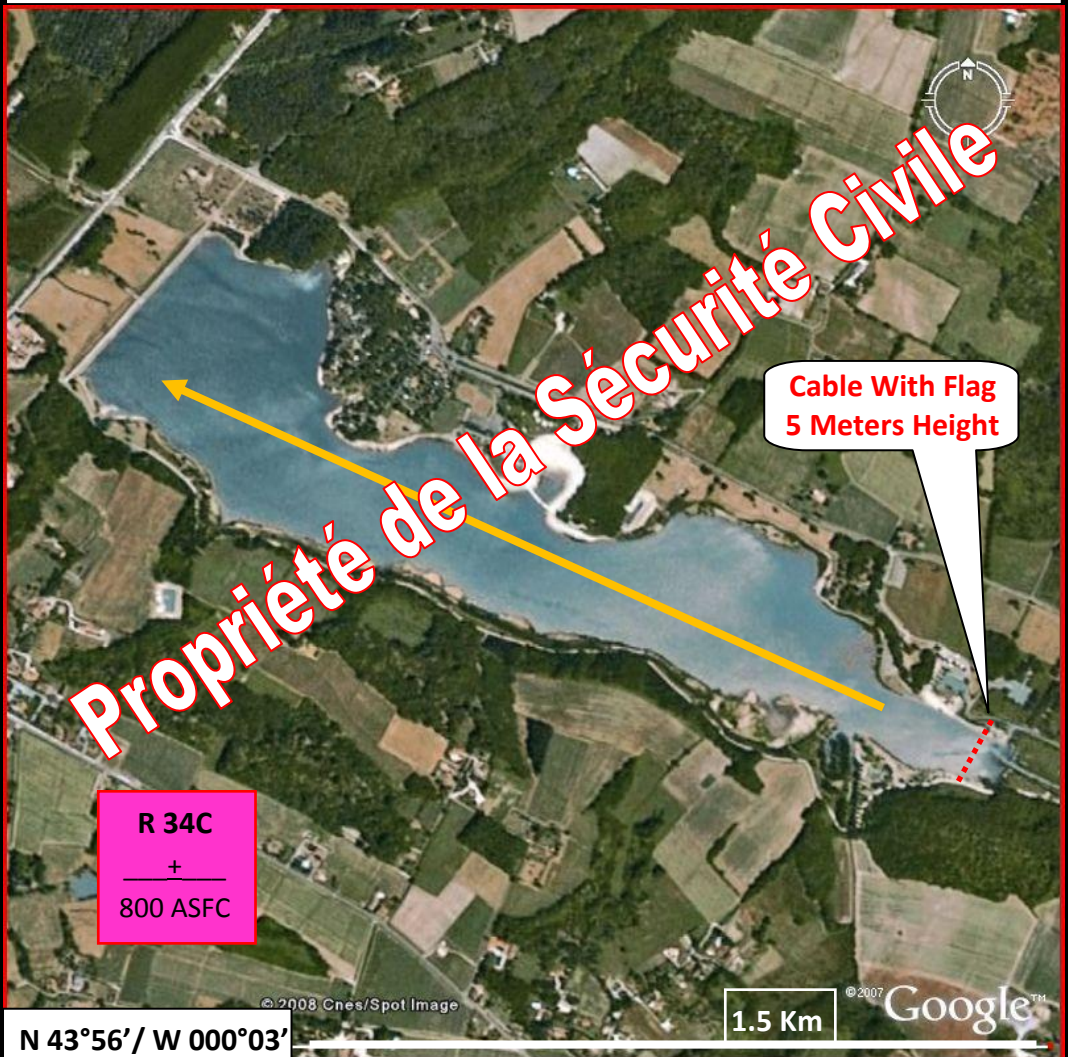 N
Propriété de la Sécurité Civile
Cable With Flag
5 Meters Height
R 34C
+
800 ASFC
© 2008 Cnes/Spot Image
©2007 Google™
1.5 Km
N 43°56’/ W 000°03’